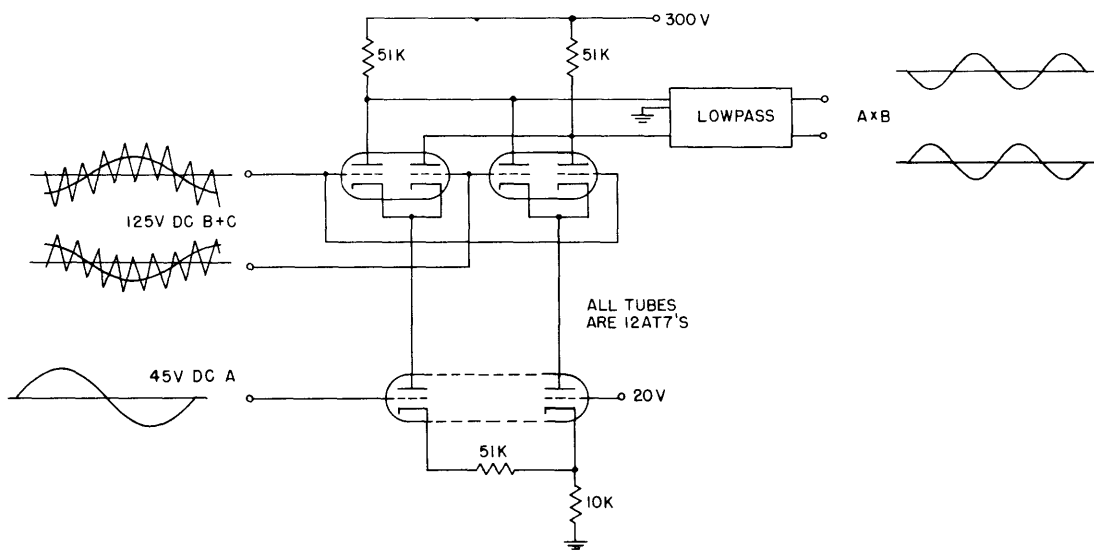 300 V
51K
51K
LOWPASS
A×B
125V DC B+C
ALL TUBES
ARE 12AT7'S
45V DC A
20V
51K
10K